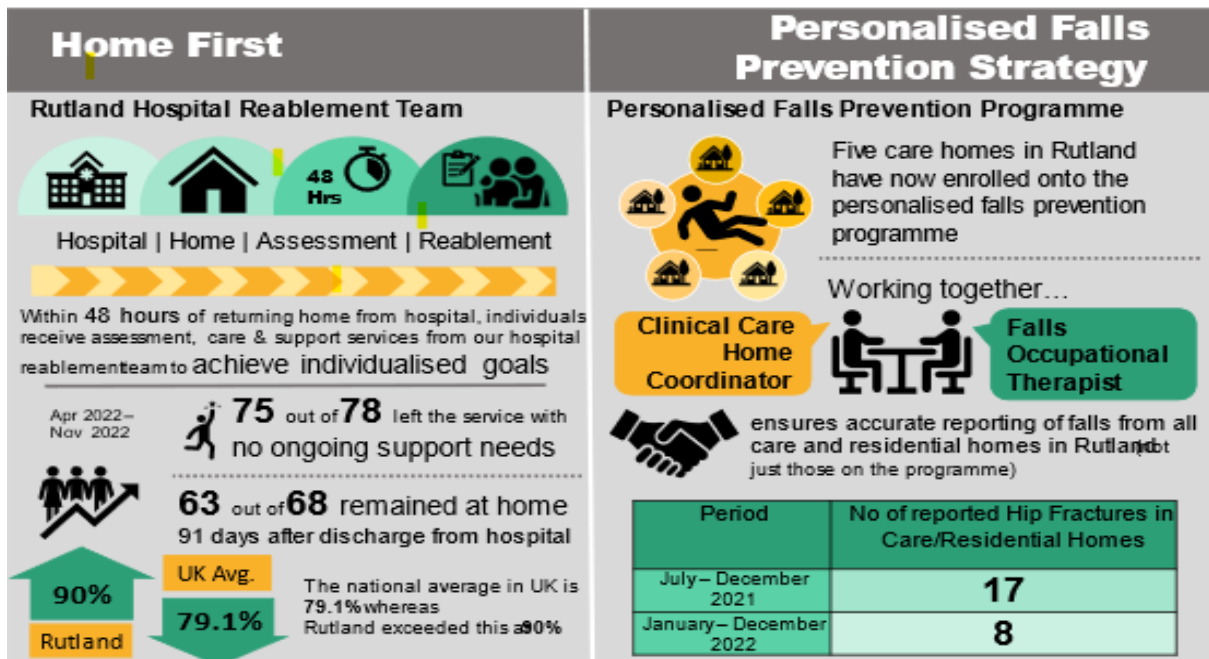 Home First
Rutland Hospital Reablement Team
48
Hrs
Hospital | Home | Assessment | Reablement
Within 48 hours of returning home from hospital, individuals
receive assessment, care & support services from our hospital
reablementteam to achieve individualised goals
Apr 2022–
Nov 2022
75 out of 78 left the service with
no ongoing support needs
63 out of 68 remained at home
91 days after discharge from hospital
90%
Rutland
UK Avg.
79.1%
The national average in UK is
79.1% whereas
Rutland exceeded this at 90%
Personalised Falls
Prevention Strategy
Personalised Falls Prevention Programme
Five care homes in Rutland
have now enrolled onto the
personalised falls prevention
programme
Working together…
Clinical Care
Home
Coordinator
Falls
Occupational
Therapist
ensures accurate reporting of falls from all
care and residential homes in Rutland (not
just those on the programme)
Period
No of reported Hip Fractures in
Care/Residential Homes
July – December
2021
17
January – December
2022
8